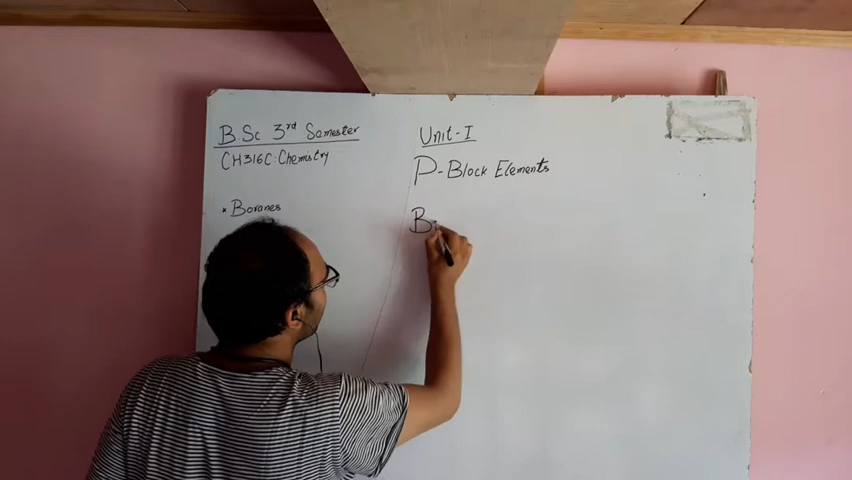 B.Sc 3rd Semester
CH316C: Chemistry
* Boranes
Unit-I
P-Block Elements
B